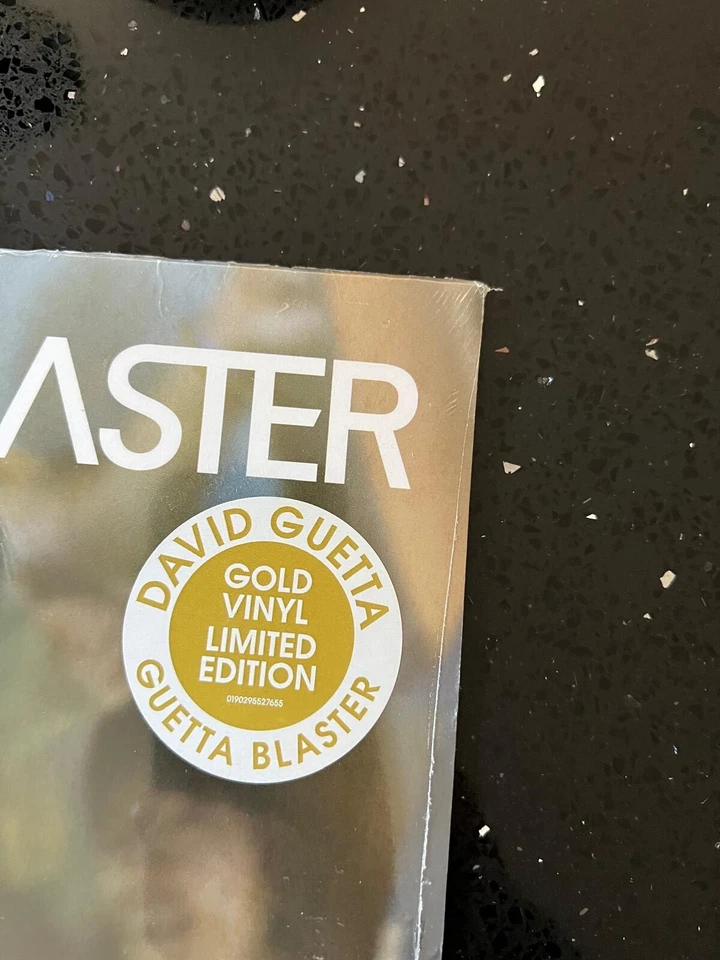 ASTER
DAVID GUETTA
GOLD
VINYL
LIMITED
EDITION
0190295527655
GUETTA BLASTER